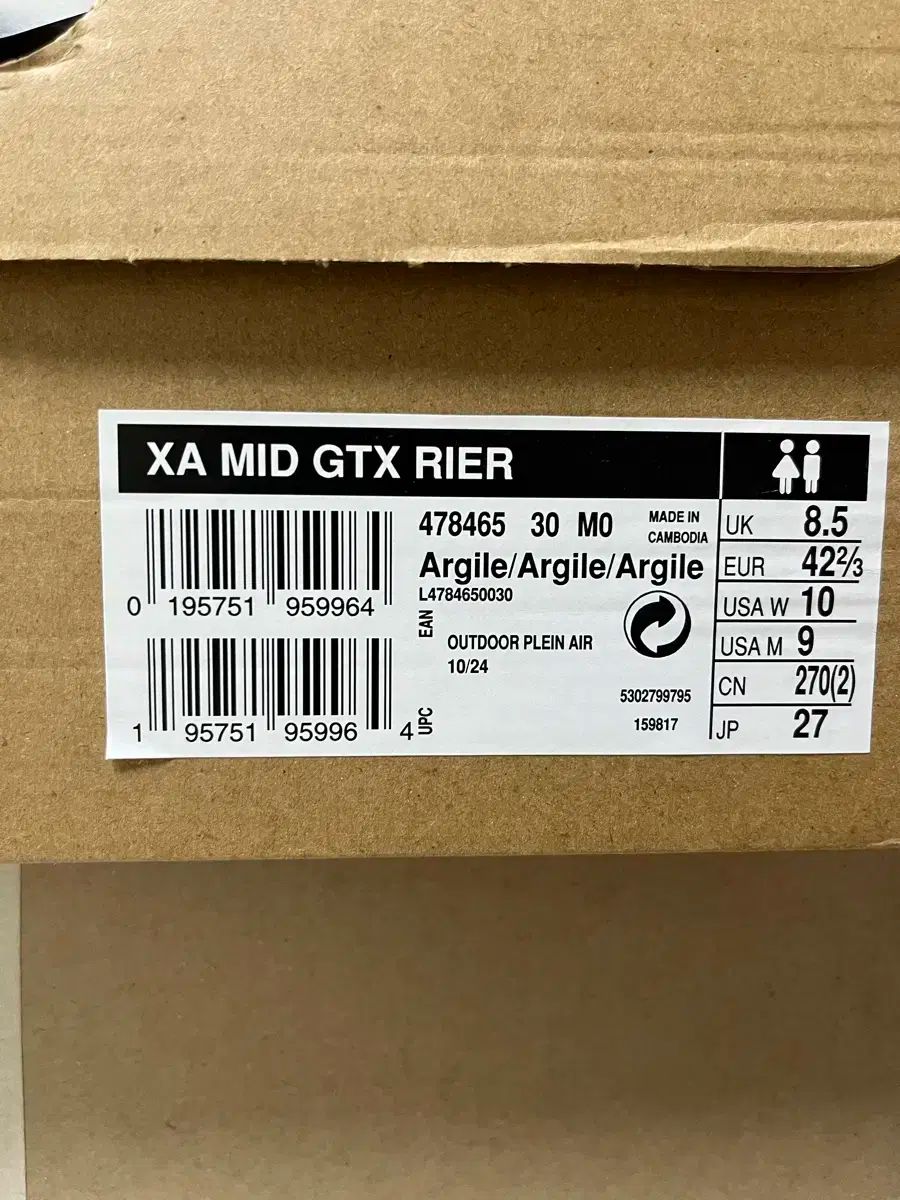 XA MID GTX RIER
478465 30 M0
MADE IN
CAMBODIA
Argile/Argile/Argile
L4784650030
0 195751 959964
EAN
OUTDOOR PLEIN AIR
10/24
5302799795
159817
1 95751 95996 4
UPC
UK 8.5
EUR 42⅔
USA W 10
USA M 9
CN 270(2)
JP 27